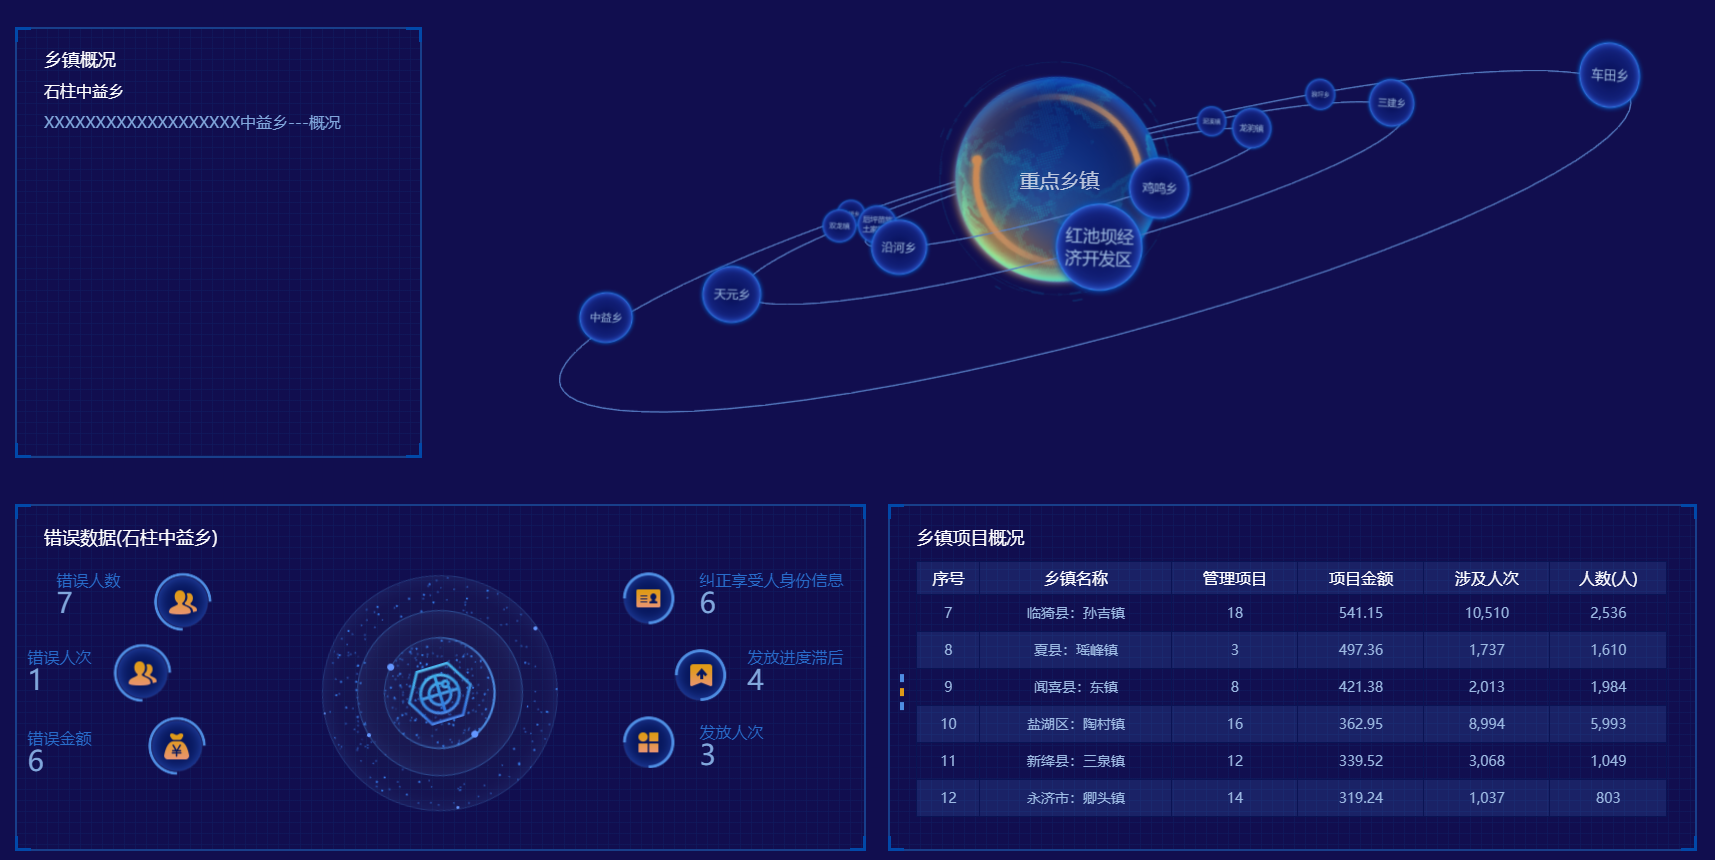 乡镇概况
石柱中益乡
XXXXXXXXXXXXXXXXXXX中益乡---概况
车田乡
三建乡
龙潭镇
重点乡镇
鸡鸣乡
红池坝经
济开发区
双龙镇
沿河乡
天元乡
中益乡
错误数据(石柱中益乡)
错误人数
7
错误人次
1
错误金额
6
纠正享受人身份信息
6
发放进度滞后
4
发放人次
3
乡镇项目概况
序号 乡镇名称 管理项目 项目金额 涉及人次 人数(人)
7 临猗县：孙吉镇 18 541.15 10,510 2,536
8 夏县：瑶峰镇 3 497.36 1,737 1,610
9 闻喜县：东镇 8 421.38 2,013 1,984
10 盐湖区：陶村镇 16 362.95 8,994 5,993
11 新绛县：三泉镇 12 339.52 3,068 1,049
12 永济市：卿头镇 14 319.24 1,037 803